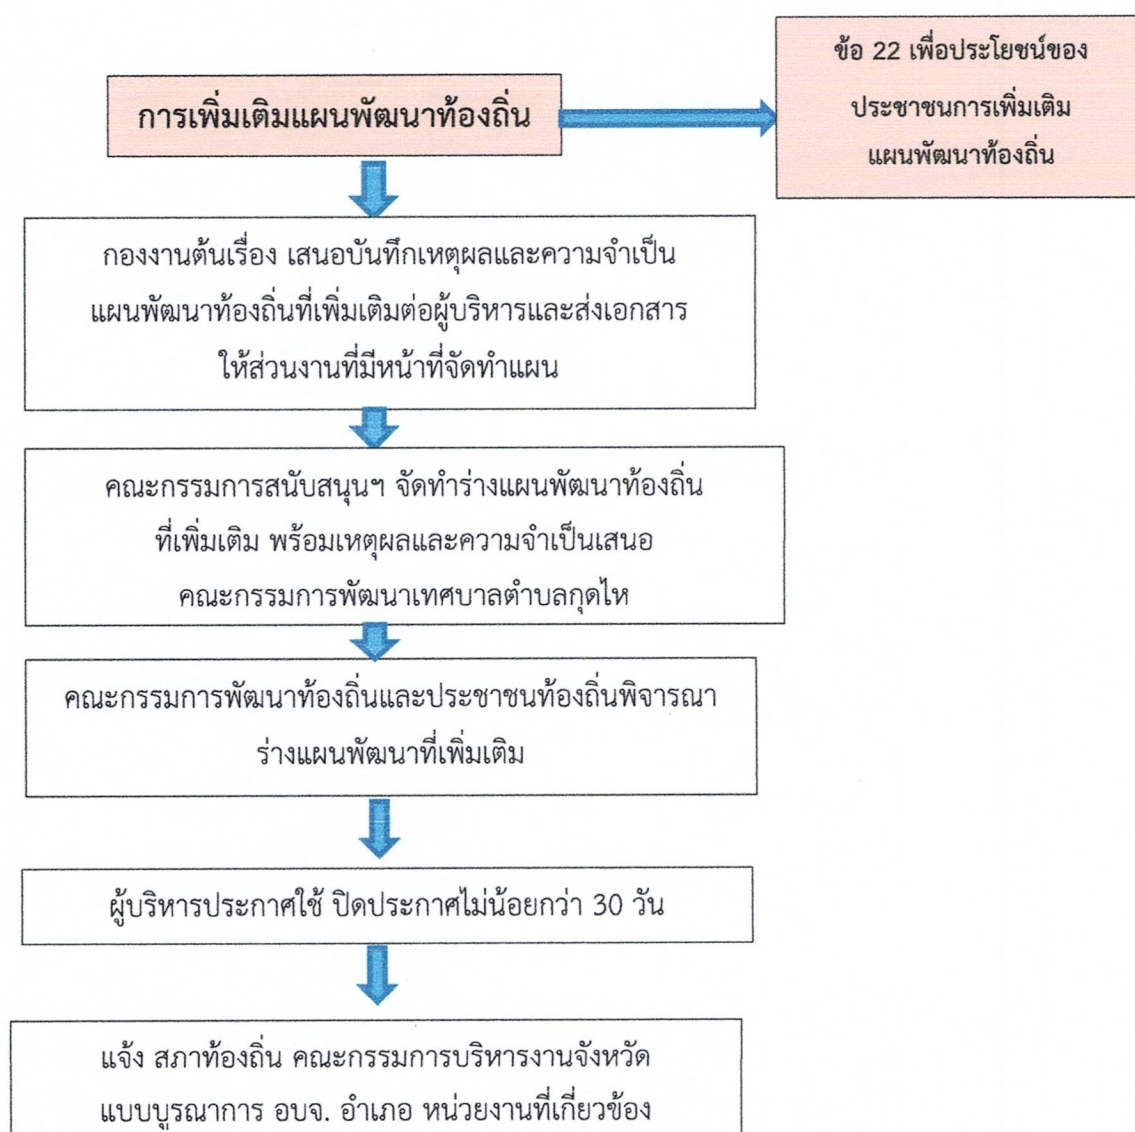 ข้อ 22 เพื่อประโยชน์ของ
ประชาชนการเพิ่มเติม
แผนพัฒนาท้องถิ่น
การเพิ่มเติมแผนพัฒนาท้องถิ่น
กองงานต้นเรื่อง เสนอบันทึกเหตุผลและความจำเป็น
แผนพัฒนาท้องถิ่นที่เพิ่มเติมต่อผู้บริหารและส่งเอกสาร
ให้ส่วนงานที่มีหน้าที่จัดทำแผน
คณะกรรมการสนับสนุนฯ จัดทำร่างแผนพัฒนาท้องถิ่น
ที่เพิ่มเติม พร้อมเหตุผลและความจำเป็นเสนอ
คณะกรรมการพัฒนาเทศบาลตำบลกุดไห
คณะกรรมการพัฒนาท้องถิ่นและประชาชนท้องถิ่นพิจารณา
ร่างแผนพัฒนาที่เพิ่มเติม
ผู้บริหารประกาศใช้ ปิดประกาศไม่น้อยกว่า 30 วัน
แจ้ง สภาท้องถิ่น คณะกรรมการบริหารงานจังหวัด
แบบบูรณาการ อบจ. อำเภอ หน่วยงานที่เกี่ยวข้อง